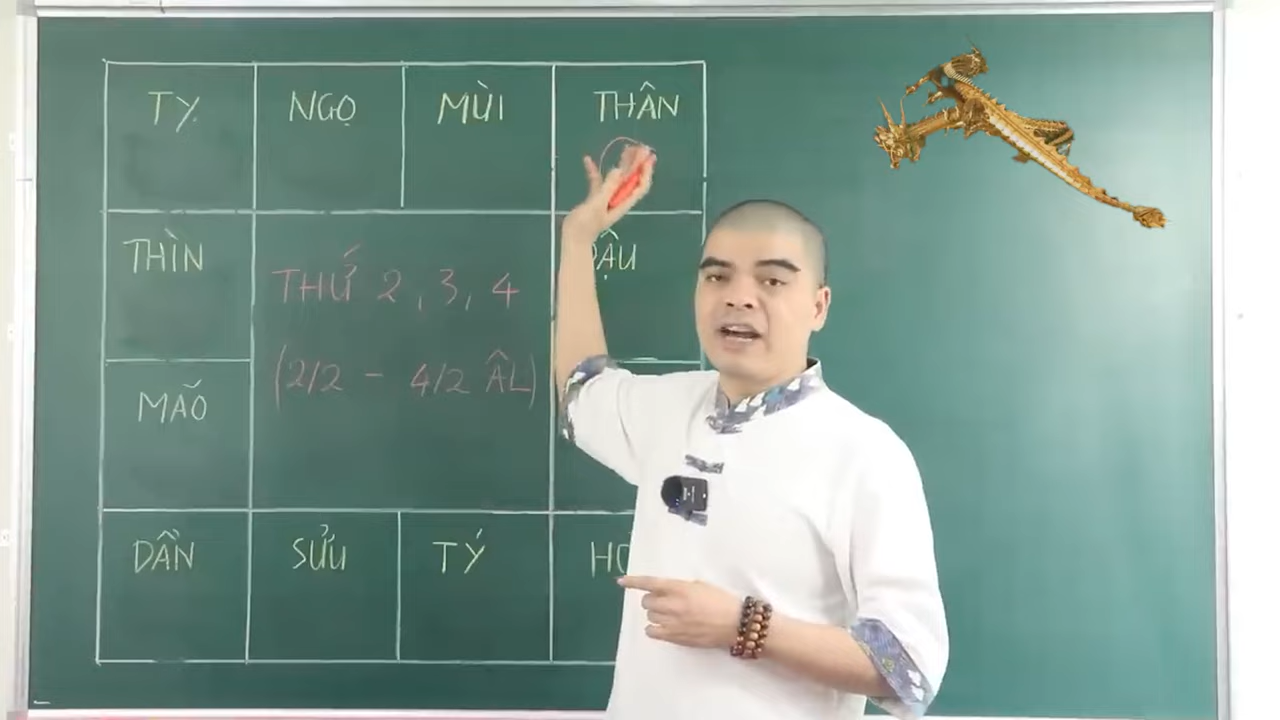 TỴ NGỌ MÙI THÂN
THÌN
THỨ 2, 3, 4
(2/2 - 4/2 ÂL)
MÃO
DẦN SỬU TÝ